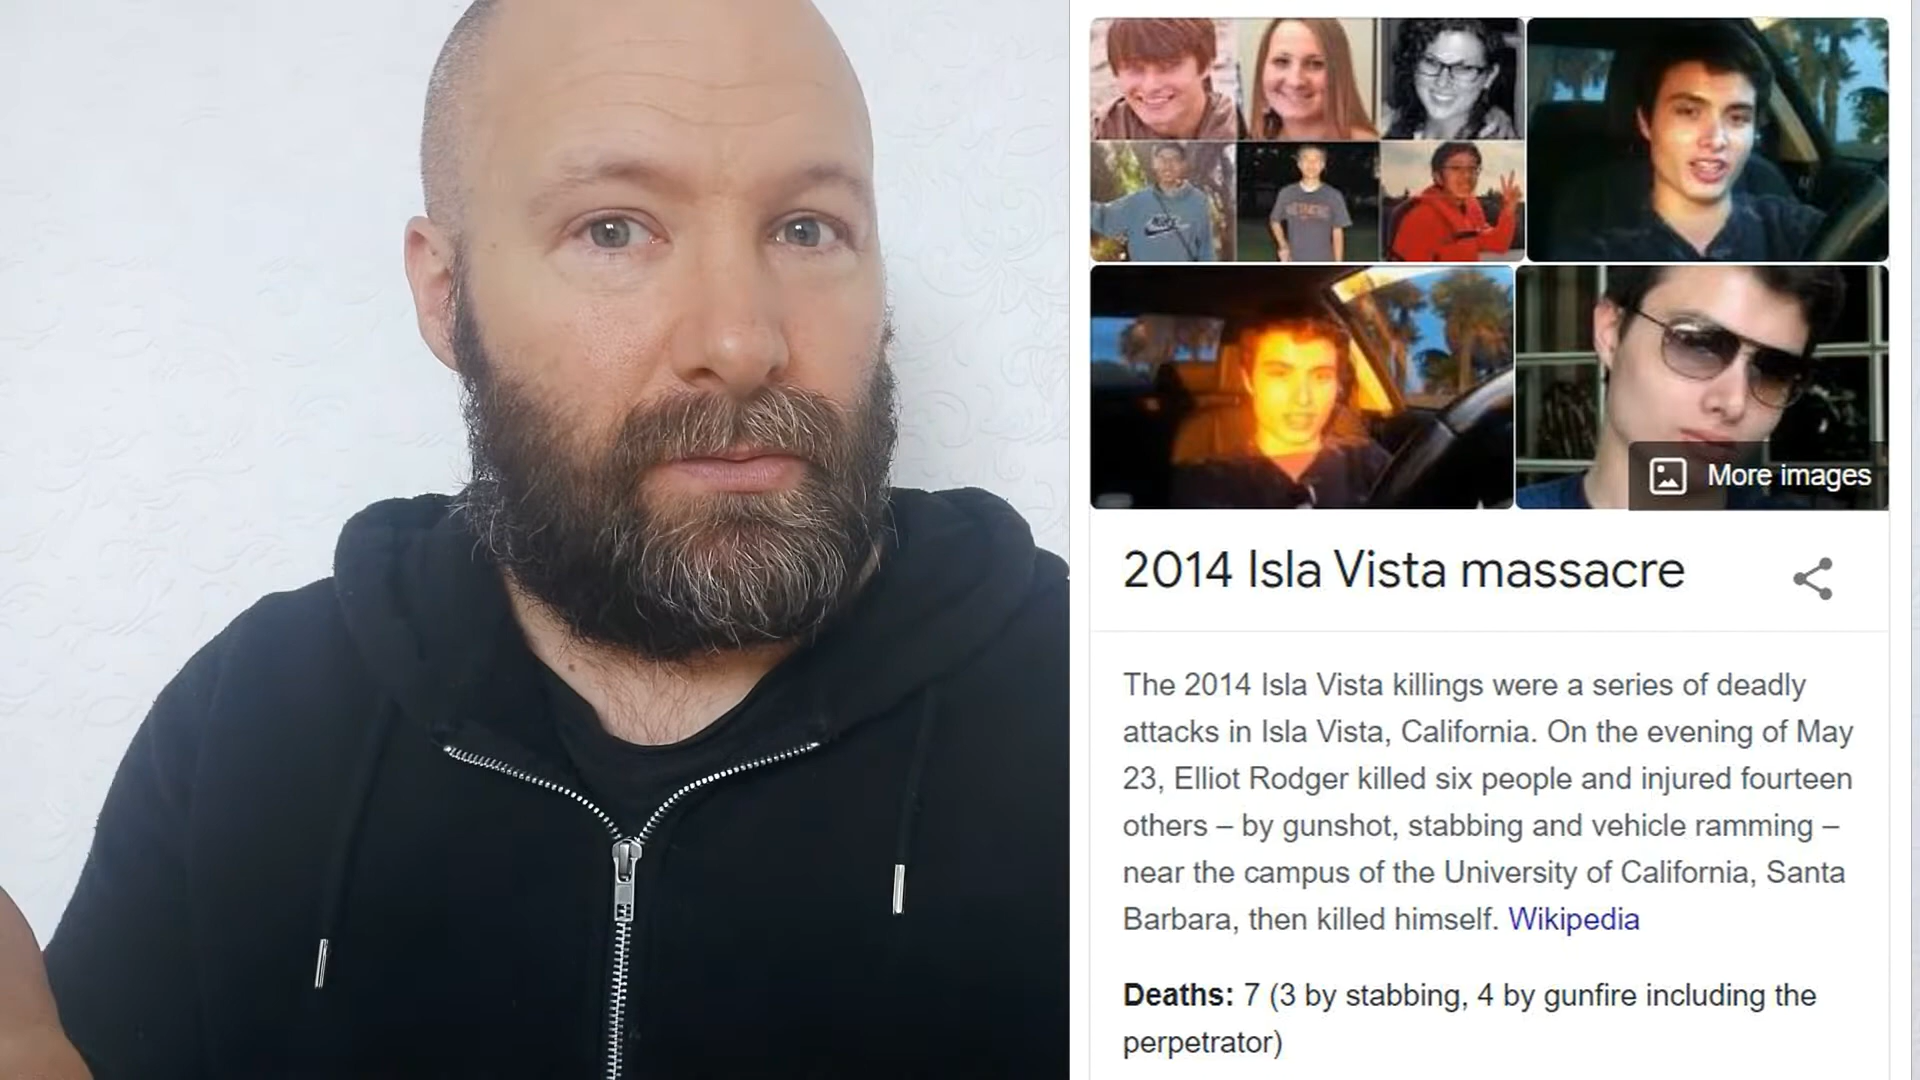 NIKE
More images
2014 Isla Vista massacre
The 2014 Isla Vista killings were a series of deadly
attacks in Isla Vista, California. On the evening of May
23, Elliot Rodger killed six people and injured fourteen
others – by gunshot, stabbing and vehicle ramming –
near the campus of the University of California, Santa
Barbara, then killed himself. Wikipedia
Deaths: 7 (3 by stabbing, 4 by gunfire including the
perpetrator)